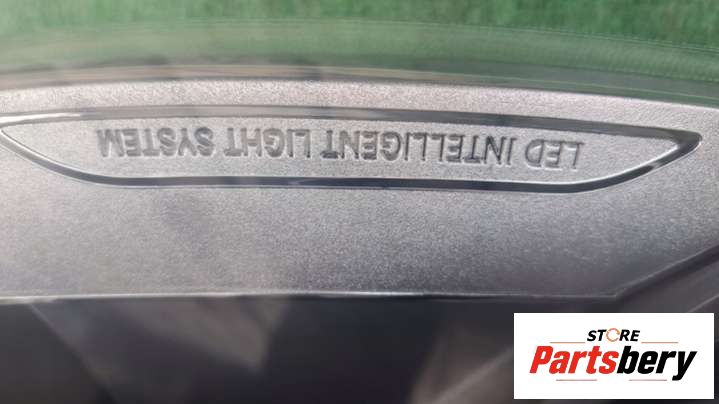 LED INTELLIGENT LIGHT SYSTEM
STORE
Partsbery